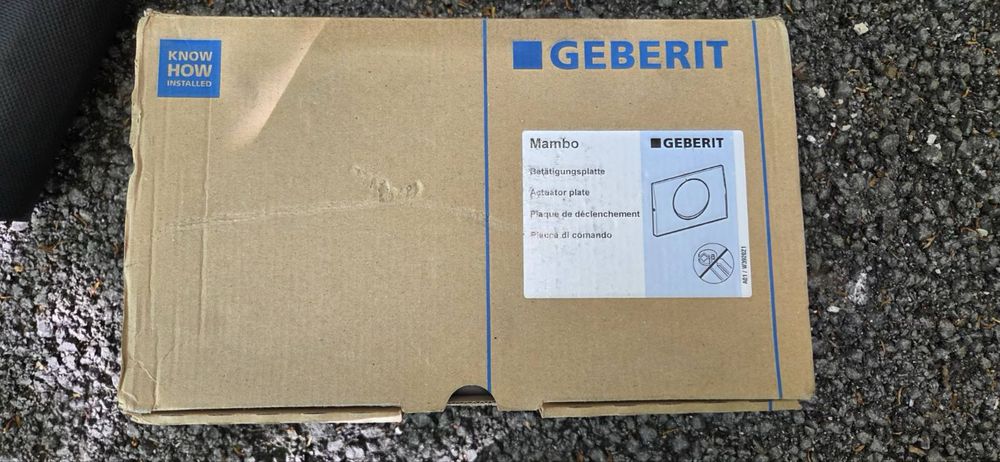 KNOW
HOW
INSTALLED
GEBERIT
Mambo
GEBERIT
Betätigungsplatte
Actuator plate
Plaque de déclenchement
Placca di comando